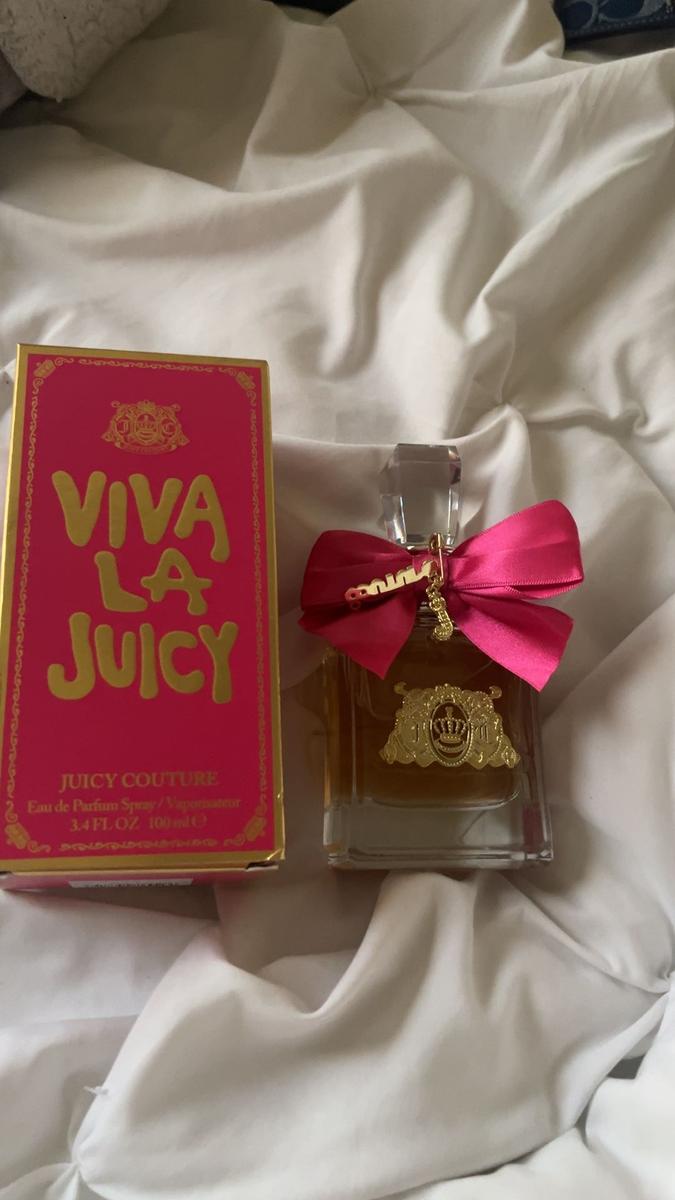 VIVA
LA
JUICY
JUICY COUTURE
Eau de Parfum Spray / Vaporisateur
3.4 FL OZ 100 ml ℮